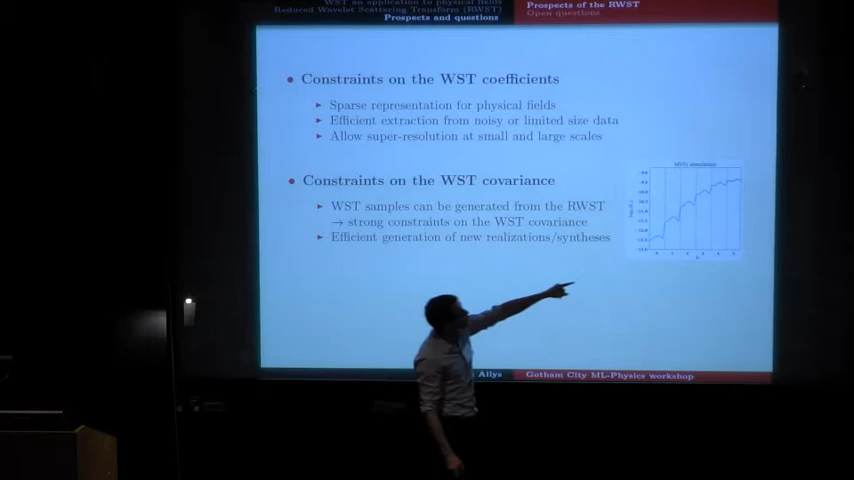 WST an application to physical fields
Reduced Wavelet Scattering Transform (RWST)
Prospects and questions
Prospects of the RWST
Open questions
• Constraints on the WST coefficients
▸ Sparse representation for physical fields
▸ Efficient extraction from noisy or limited size data
▸ Allow super-resolution at small and large scales
• Constraints on the WST covariance
▸ WST samples can be generated from the RWST
→ strong constraints on the WST covariance
▸ Efficient generation of new realizations/syntheses
Allys
Gotham City ML-Physics workshop